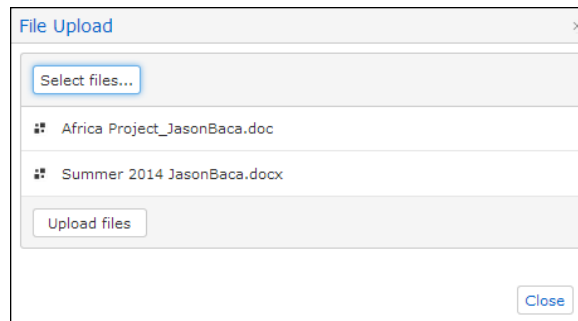 File Upload
Select files...
Africa Project_JasonBaca.doc
Summer 2014 JasonBaca.docx
Upload files
Close